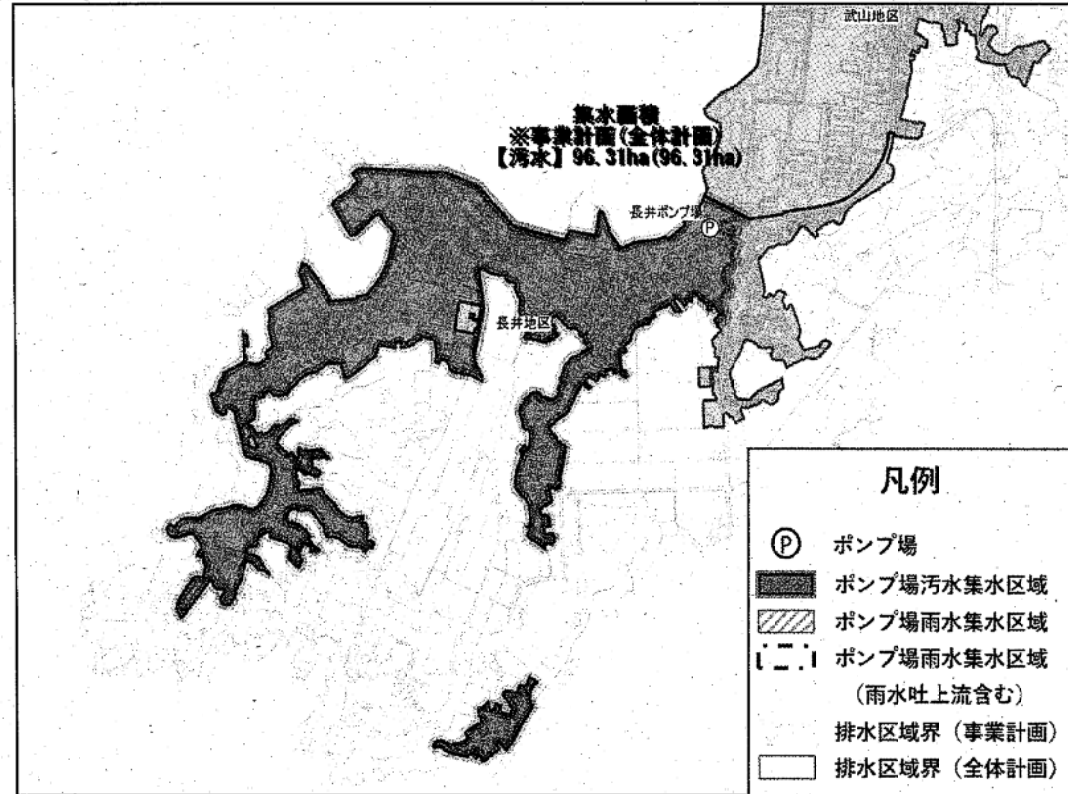 武山地区
集水面積
※事業計画(全体計画)
【汚水】96.31ha(96.31ha)
長井ポンプ場
P
長井地区
凡例
P ポンプ場
ポンプ場汚水集水区域
ポンプ場雨水集水区域
ポンプ場雨水集水区域
(雨水吐上流含む)
排水区域界(事業計画)
排水区域界(全体計画)